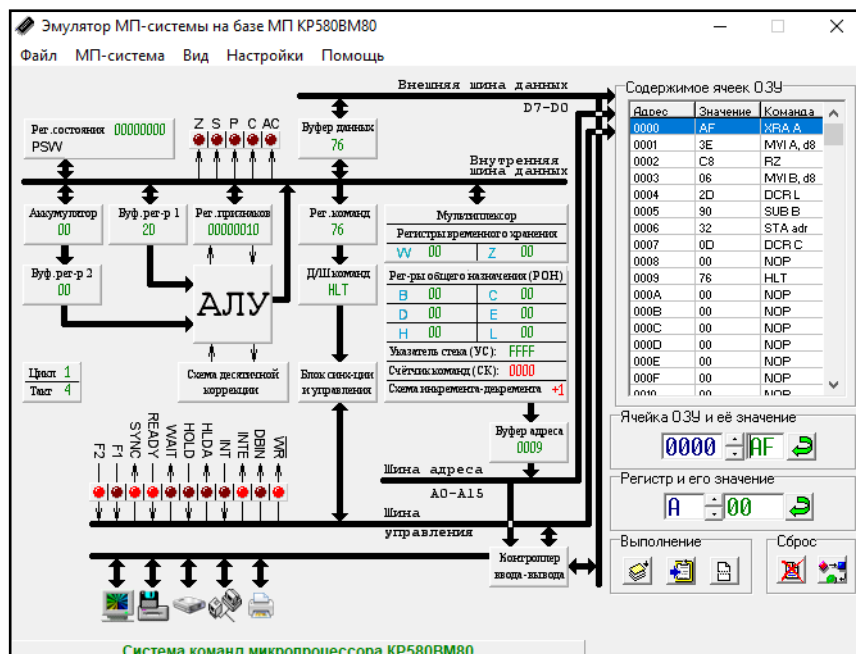 Эмулятор МП-системы на базе МП КР580ВМ80
Файл МП-система Вид Настройки Помощь
Внешняя шина данных
D7-D0
Рег.состояния 00000000
PSW
Z S P C AC
Буфер данных
76
Внутренняя
шина данных
Аккумулятор
00
Буф.рег-р 1
2D
Рег.признаков
00000010
Рег.команд
76
Мультиплексор
Регистры временного хранения
W 00 Z 00
Буф.рег-р 2
00
АЛУ
Д/Ш команд
HLT
Рег-ры общего назначения (РОН)
B 00 C 00
D 00 E 00
H 00 L 00
Указатель стека (УС): FFFF
Счётчик команд (СК): 0000
Схема инкремента-декремента +1
Цикл 1
Такт 4
Схема десятичной
коррекции
Блок синх-ции
и управления
Буфер адреса
0009
F2 F1 SYNC READY WAIT HOLD HLDA INT INTE DBIN WR
Шина адреса
A0-A15
Шина
управления
Контроллер
ввода-вывода
Система команд микропроцессора КР580ВМ80
Содержимое ячеек ОЗУ
Адрес Значение Команда
0000 AF XRA A
0001 3E MVI A, d8
0002 C8 RZ
0003 06 MVI B, d8
0004 2D DCR L
0005 90 SUB B
0006 32 STA adr
0007 0D DCR C
0008 00 NOP
0009 76 HLT
000A 00 NOP
000B 00 NOP
000C 00 NOP
000D 00 NOP
000E 00 NOP
000F 00 NOP
0010 00 NOP
Ячейка ОЗУ и её значение
0000 AF
Регистр и его значение
A 00
Выполнение
Сброс